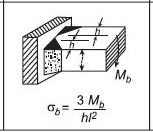 h
h
l
M_b
σ_b = 3 M_b / hl²